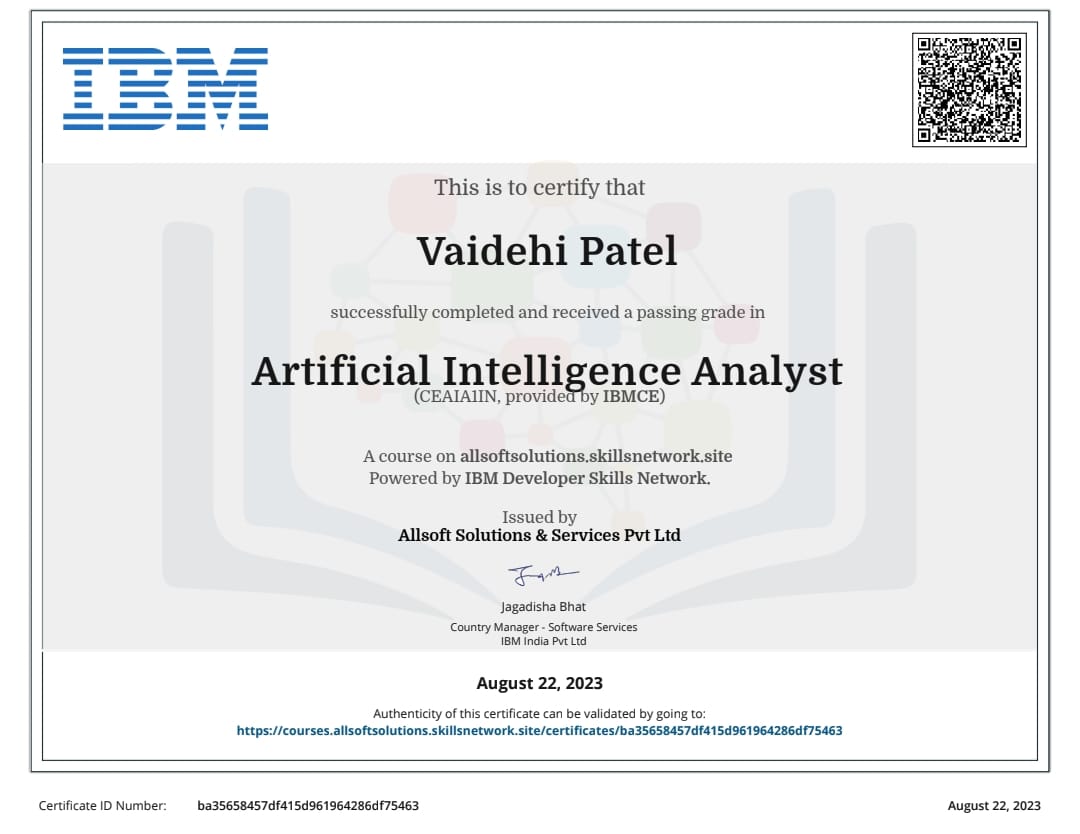 IBM
This is to certify that
Vaidehi Patel
successfully completed and received a passing grade in
Artificial Intelligence Analyst
(CEAIA1IN, provided by IBMCE)
A course on allsoftsolutions.skillsnetwork.site
Powered by IBM Developer Skills Network.
Issued by
Allsoft Solutions & Services Pvt Ltd
Jagadisha Bhat
Country Manager - Software Services
IBM India Pvt Ltd
August 22, 2023
Authenticity of this certificate can be validated by going to:
https://courses.allsoftsolutions.skillsnetwork.site/certificates/ba35658457df415d961964286df75463
Certificate ID Number: ba35658457df415d961964286df75463 August 22, 2023